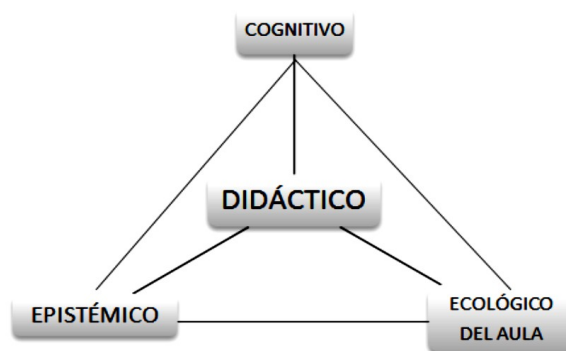 COGNITIVO
DIDÁCTICO
EPISTÉMICO
ECOLÓGICO
DEL AULA